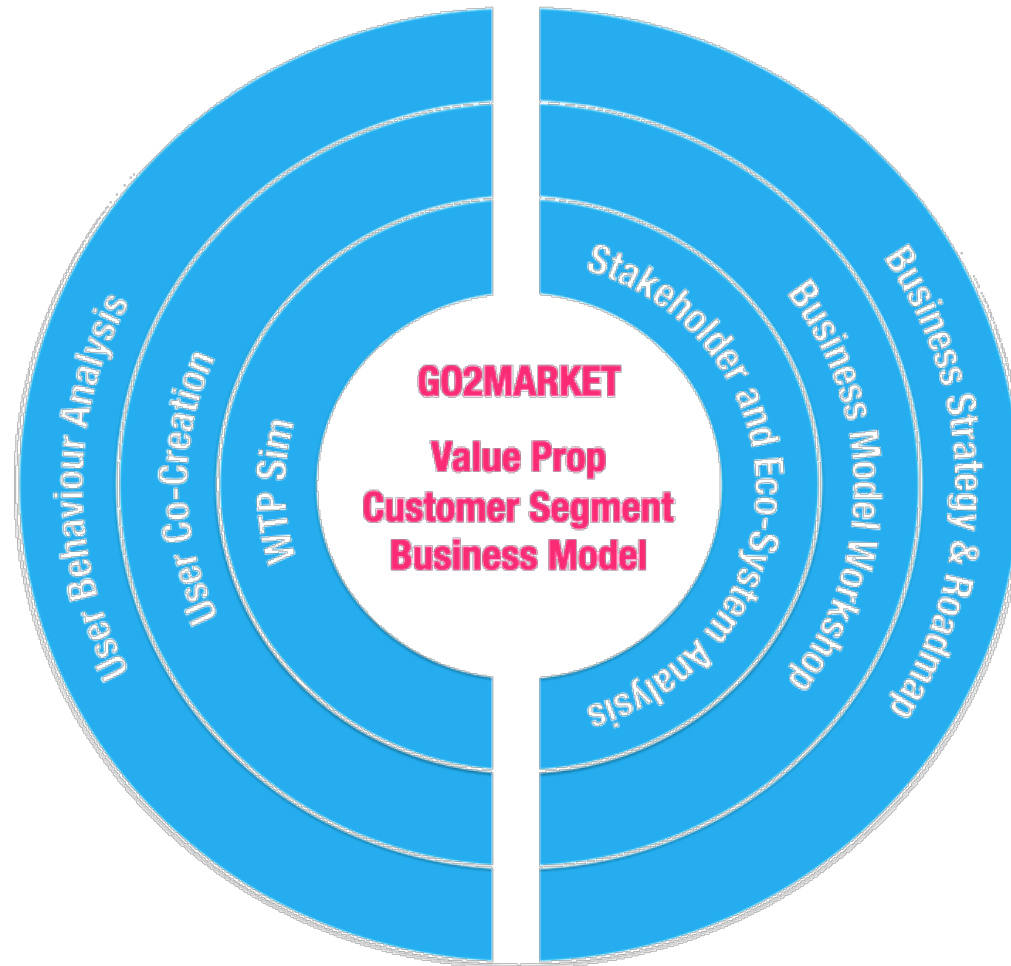 User Behaviour Analysis
User Co-Creation
WTP Sim
GO2MARKET
Value Prop
Customer Segment
Business Model
Stakeholder and Eco-System Analysis
Business Model Workshop
Business Strategy & Roadmap